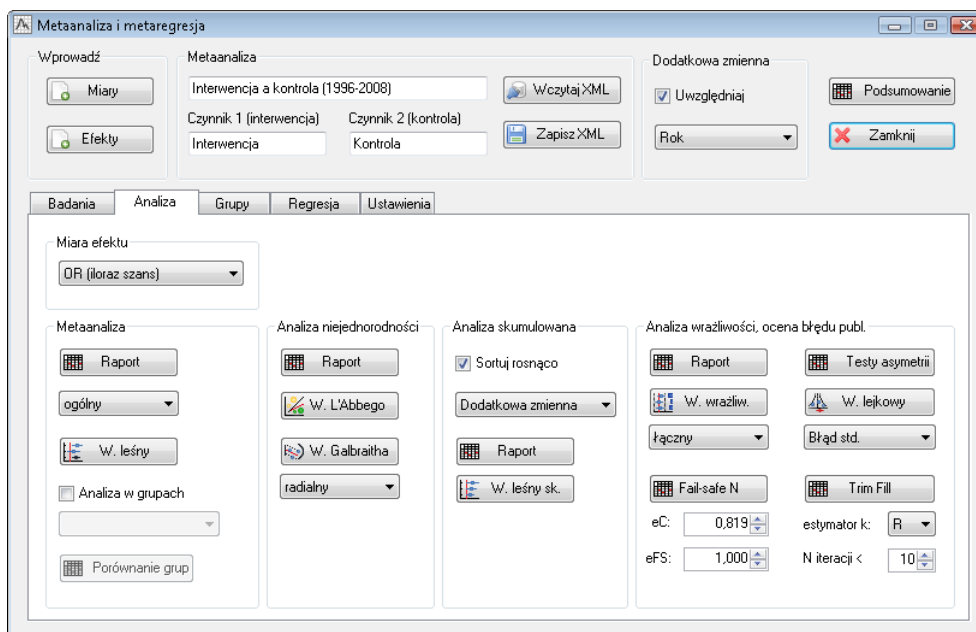 Metaanaliza i metaregresja
Wprowadź
Miary
Efekty
Metaanaliza
Interwencja a kontrola (1996-2008)
Czynnik 1 (interwencja)
Czynnik 2 (kontrola)
Interwencja
Kontrola
Wczytaj XML
Zapisz XML
Dodatkowa zmienna
Uwzględniaj
Rok
Podsumowanie
Zamknij
Badania
Analiza
Grupy
Regresja
Ustawienia
Miara efektu
OR (iloraz szans)
Metaanaliza
Raport
ogólny
W. leśny
Analiza w grupach
Porównanie grup
Analiza niejednorodności
Raport
W. L'Abbego
W. Galbraitha
radialny
Analiza skumulowana
Sortuj rosnąco
Dodatkowa zmienna
Raport
W. leśny sk.
Analiza wrażliwości, ocena błędu publ.
Raport
Testy asymetrii
W. wrażliw.
W. lejkowy
łączny
Błąd std.
Fail-safe N
Trim Fill
eC:
0,819
estymator k:
R
eFS:
1,000
N iteracji <
10